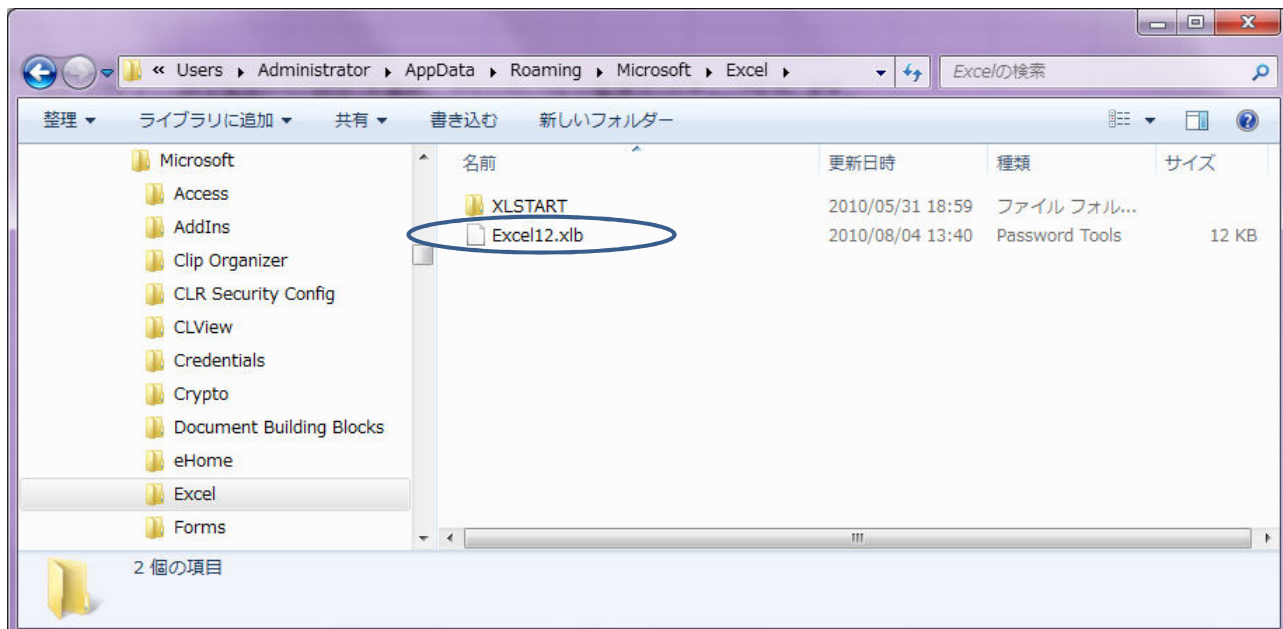 « Users ▸ Administrator ▸ AppData ▸ Roaming ▸ Microsoft ▸ Excel ▸ Excelの検索
整理 ▼ ライブラリに追加 ▼ 共有 ▼ 書き込む 新しいフォルダー
Microsoft
Access
AddIns
Clip Organizer
CLR Security Config
CLView
Credentials
Crypto
Document Building Blocks
eHome
Excel
Forms
名前 更新日時 種類 サイズ
XLSTART 2010/05/31 18:59 ファイル フォル...
Excel12.xlb 2010/08/04 13:40 Password Tools 12 KB
2 個の項目